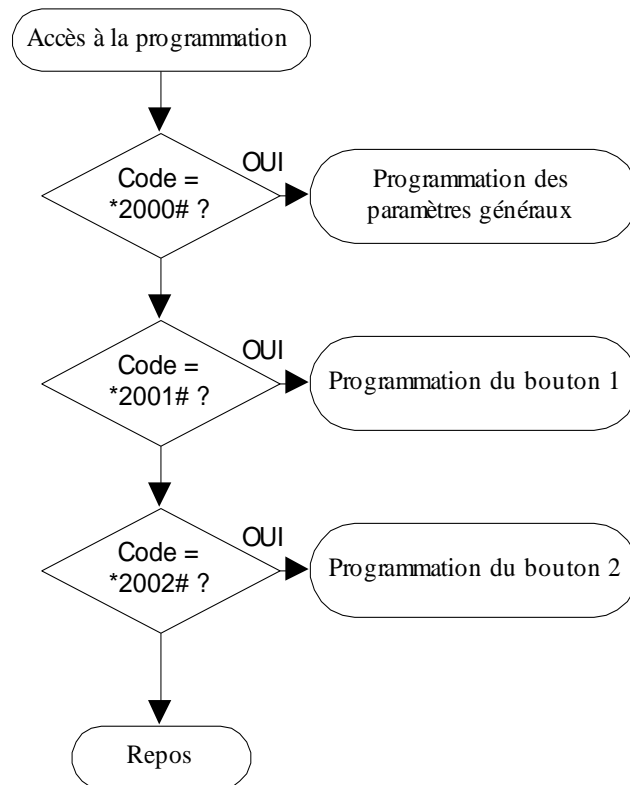 Accès à la programmation
OUI
Code =
*2000# ?
Programmation des
paramètres généraux
OUI
Code =
*2001# ?
Programmation du bouton 1
OUI
Code =
*2002# ?
Programmation du bouton 2
Repos